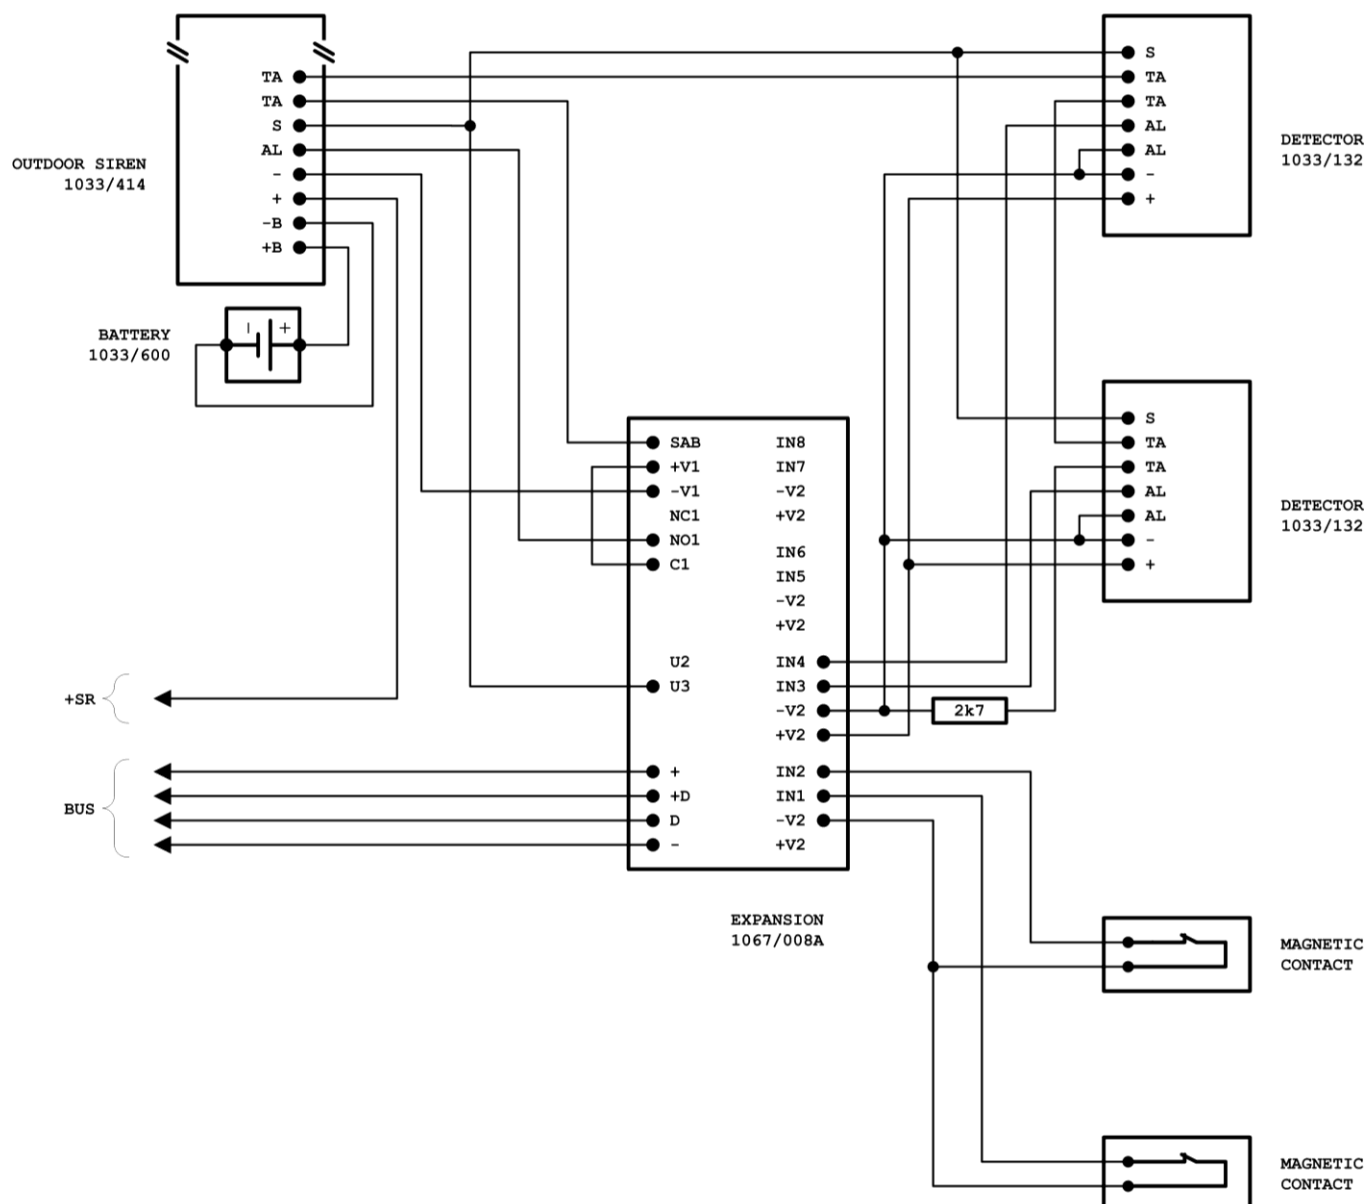 TA
TA
S
AL
-
+
-B
+B
OUTDOOR SIREN
1033/414
BATTERY
1033/600
- +
S
TA
TA
AL
AL
-
+
DETECTOR
1033/132
S
TA
TA
AL
AL
-
+
DETECTOR
1033/132
SAB
+V1
-V1
NC1
NO1
C1
U2
U3
+
+D
D
-
IN8
IN7
-V2
+V2
IN6
IN5
-V2
+V2
IN4
IN3
-V2
+V2
IN2
IN1
-V2
+V2
2k7
+SR
BUS
EXPANSION
1067/008A
MAGNETIC
CONTACT
MAGNETIC
CONTACT